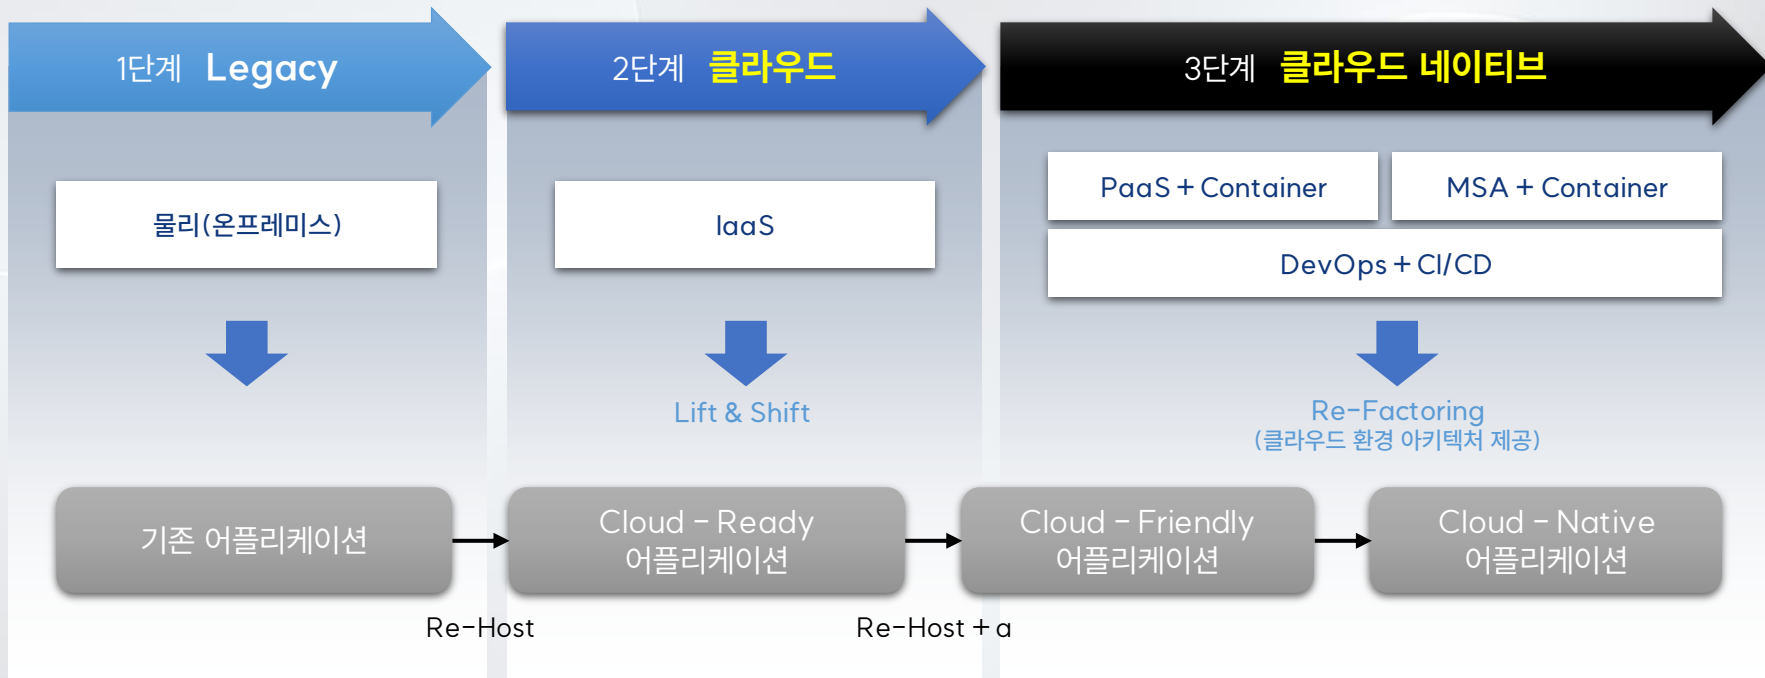 1단계 Legacy
2단계 클라우드
3단계 클라우드 네이티브
물리(온프레미스)
IaaS
PaaS + Container
MSA + Container
DevOps + CI/CD
Lift & Shift
Re-Factoring
(클라우드 환경 아키텍처 제공)
기존 어플리케이션
Cloud - Ready
어플리케이션
Cloud - Friendly
어플리케이션
Cloud - Native
어플리케이션
Re-Host
Re-Host + α